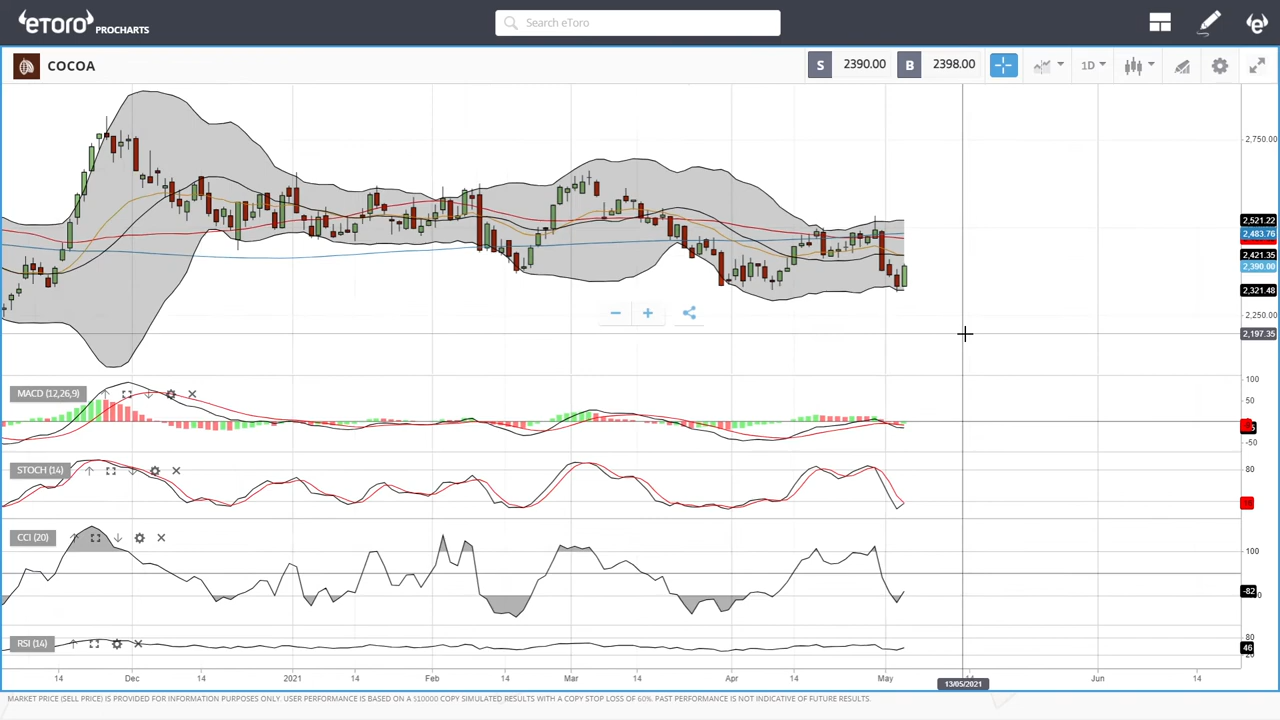 eTORO PROCHARTS
Search eToro
COCOA
S 2390.00 B 2398.00
1D
2,750.00
2,521.22
2,483.76
2,421.35
2,390.00
2,321.48
2,250.00
2,197.35
MACD (12,26,9)
100
50
-50
STOCH (14)
80
CCI (20)
100
-82
RSI (14)
80
46
14 Dec 14 2021 14 Feb 14 Mar 14 Apr 14 May 14 Jun 14
13/05/2021
MARKET PRICE (SELL PRICE) IS PROVIDED FOR INFORMATION PURPOSES ONLY. USER PERFORMANCE IS BASED ON A $10000 COPY SIMULATED RESULTS WITH A COPY STOP LOSS OF 60%. PAST PERFORMANCE IS NOT INDICATIVE OF FUTURE RESULTS.